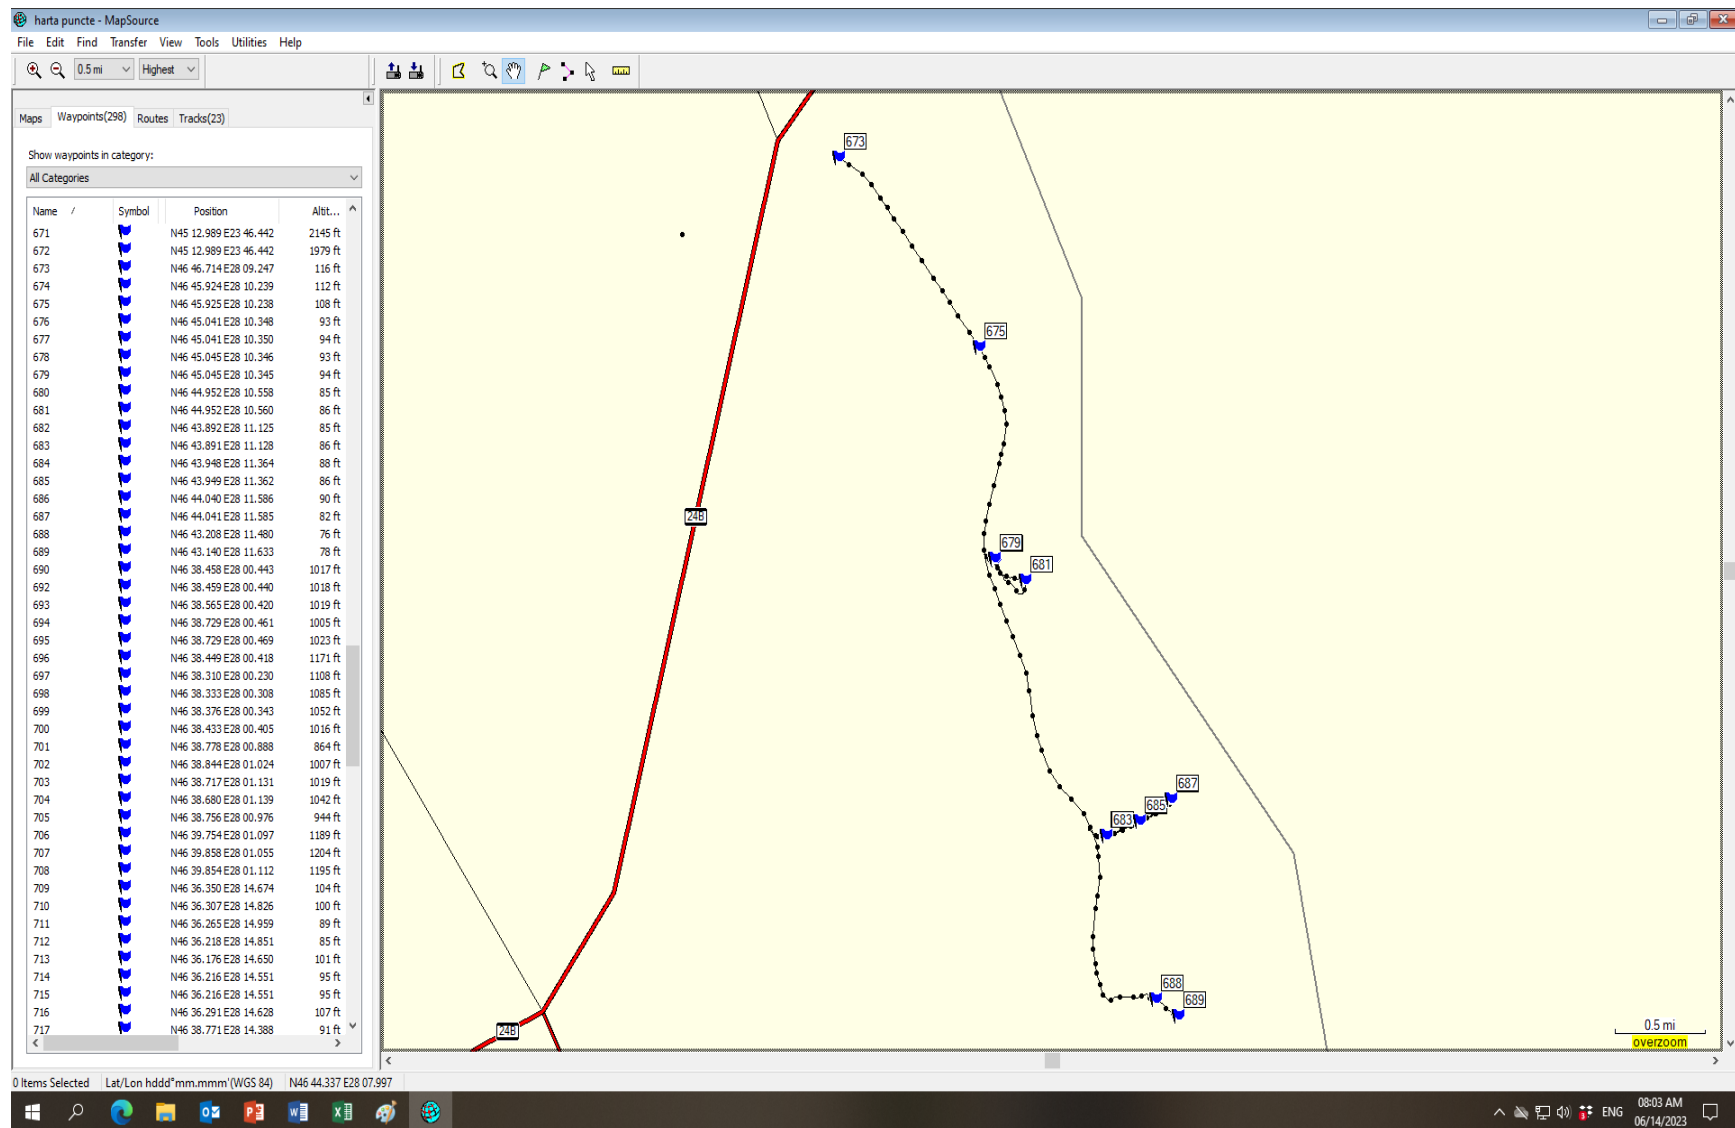 harta puncte - MapSource
File Edit Find Transfer View Tools Utilities Help
0.5 mi Highest
Maps Waypoints(298) Routes Tracks(23)
Show waypoints in category:
All Categories
Name / Symbol Position Altit...
671 N45 12.989 E23 46.442 2145 ft
672 N45 12.989 E23 46.442 1979 ft
673 N46 46.714 E28 09.247 116 ft
674 N46 45.924 E28 10.239 112 ft
675 N46 45.925 E28 10.238 108 ft
676 N46 45.041 E28 10.348 93 ft
677 N46 45.041 E28 10.350 94 ft
678 N46 45.045 E28 10.346 93 ft
679 N46 45.045 E28 10.345 94 ft
680 N46 44.952 E28 10.558 85 ft
681 N46 44.952 E28 10.560 86 ft
682 N46 43.892 E28 11.125 85 ft
683 N46 43.891 E28 11.128 86 ft
684 N46 43.948 E28 11.364 88 ft
685 N46 43.949 E28 11.362 86 ft
686 N46 44.040 E28 11.586 90 ft
687 N46 44.041 E28 11.585 82 ft
688 N46 43.208 E28 11.480 76 ft
689 N46 43.140 E28 11.633 78 ft
690 N46 38.458 E28 00.443 1017 ft
692 N46 38.459 E28 00.440 1018 ft
693 N46 38.565 E28 00.420 1019 ft
694 N46 38.729 E28 00.461 1005 ft
695 N46 38.729 E28 00.469 1023 ft
696 N46 38.449 E28 00.418 1171 ft
697 N46 38.310 E28 00.230 1108 ft
698 N46 38.333 E28 00.308 1085 ft
699 N46 38.376 E28 00.343 1052 ft
700 N46 38.433 E28 00.405 1016 ft
701 N46 38.778 E28 00.888 864 ft
702 N46 38.844 E28 01.024 1007 ft
703 N46 38.717 E28 01.131 1019 ft
704 N46 38.680 E28 01.139 1042 ft
705 N46 38.756 E28 00.976 944 ft
706 N46 39.754 E28 01.097 1189 ft
707 N46 39.858 E28 01.055 1204 ft
708 N46 39.854 E28 01.112 1195 ft
709 N46 36.350 E28 14.674 104 ft
710 N46 36.307 E28 14.826 100 ft
711 N46 36.265 E28 14.959 89 ft
712 N46 36.218 E28 14.851 85 ft
713 N46 36.176 E28 14.650 101 ft
714 N46 36.216 E28 14.551 95 ft
715 N46 36.216 E28 14.551 95 ft
716 N46 36.291 E28 14.628 107 ft
717 N46 38.771 E28 14.388 91 ft
673
675
24B
679
681
687
685
683
688
689
24B
0.5 mi
overzoom
0 Items Selected Lat/Lon hddd°mm.mmm'(WGS 84) N46 44.337 E28 07.997
ENG
08:03 AM
06/14/2023